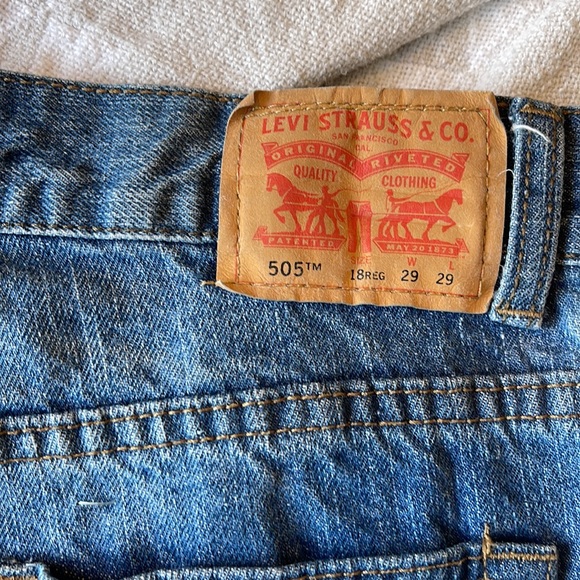 LEVI STRAUSS & CO.
SAN FRANCISCO
CAL
ORIGINAL RIVETED
QUALITY CLOTHING
PATENTED MAY 20 1873
SIZE W L
505™ 18REG 29 29